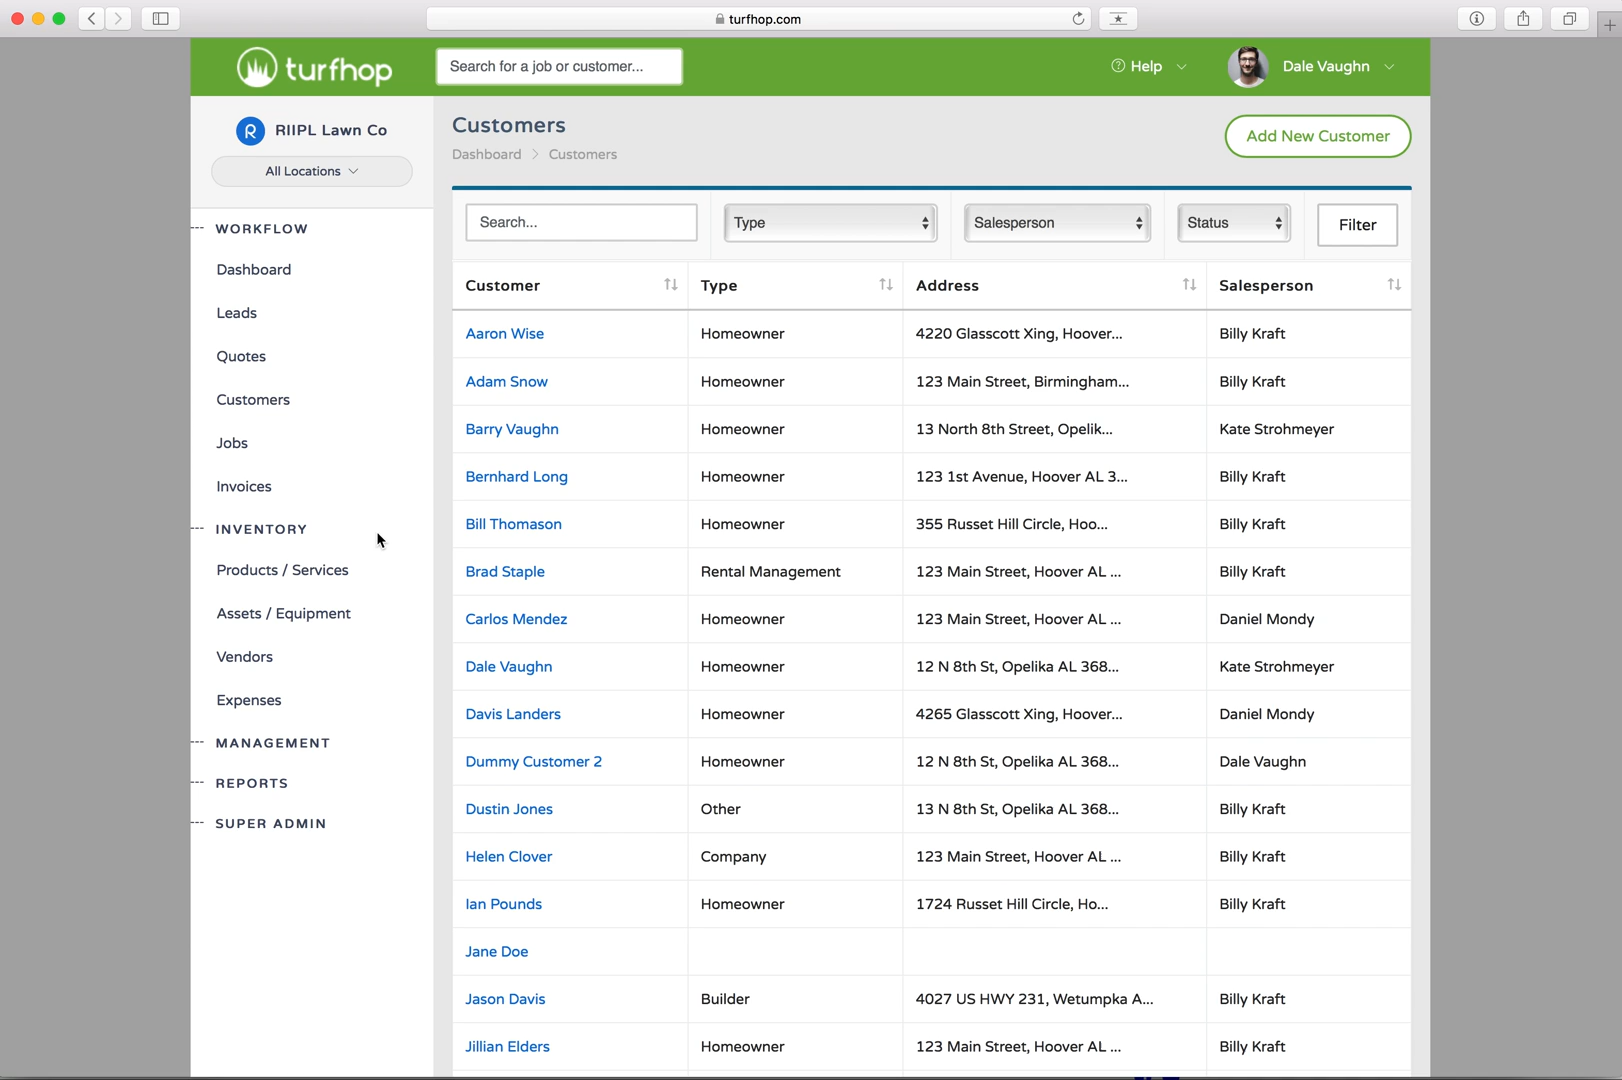 turfhop.com
turfhop
Search for a job or customer...
Help
Dale Vaughn
R RIIPL Lawn Co
All Locations
WORKFLOW
Dashboard
Leads
Quotes
Customers
Jobs
Invoices
INVENTORY
Products / Services
Assets / Equipment
Vendors
Expenses
MANAGEMENT
REPORTS
SUPER ADMIN
Customers
Dashboard > Customers
Add New Customer
Search... Type Salesperson Status Filter
Customer Type Address Salesperson
Aaron Wise Homeowner 4220 Glasscott Xing, Hoover... Billy Kraft
Adam Snow Homeowner 123 Main Street, Birmingham... Billy Kraft
Barry Vaughn Homeowner 13 North 8th Street, Opelik... Kate Strohmeyer
Bernhard Long Homeowner 123 1st Avenue, Hoover AL 3... Billy Kraft
Bill Thomason Homeowner 355 Russet Hill Circle, Hoo... Billy Kraft
Brad Staple Rental Management 123 Main Street, Hoover AL ... Billy Kraft
Carlos Mendez Homeowner 123 Main Street, Hoover AL ... Daniel Mondy
Dale Vaughn Homeowner 12 N 8th St, Opelika AL 368... Kate Strohmeyer
Davis Landers Homeowner 4265 Glasscott Xing, Hoover... Daniel Mondy
Dummy Customer 2 Homeowner 12 N 8th St, Opelika AL 368... Dale Vaughn
Dustin Jones Other 13 N 8th St, Opelika AL 368... Billy Kraft
Helen Clover Company 123 Main Street, Hoover AL ... Billy Kraft
Ian Pounds Homeowner 1724 Russet Hill Circle, Ho... Billy Kraft
Jane Doe
Jason Davis Builder 4027 US HWY 231, Wetumpka A... Billy Kraft
Jillian Elders Homeowner 123 Main Street, Hoover AL ... Billy Kraft